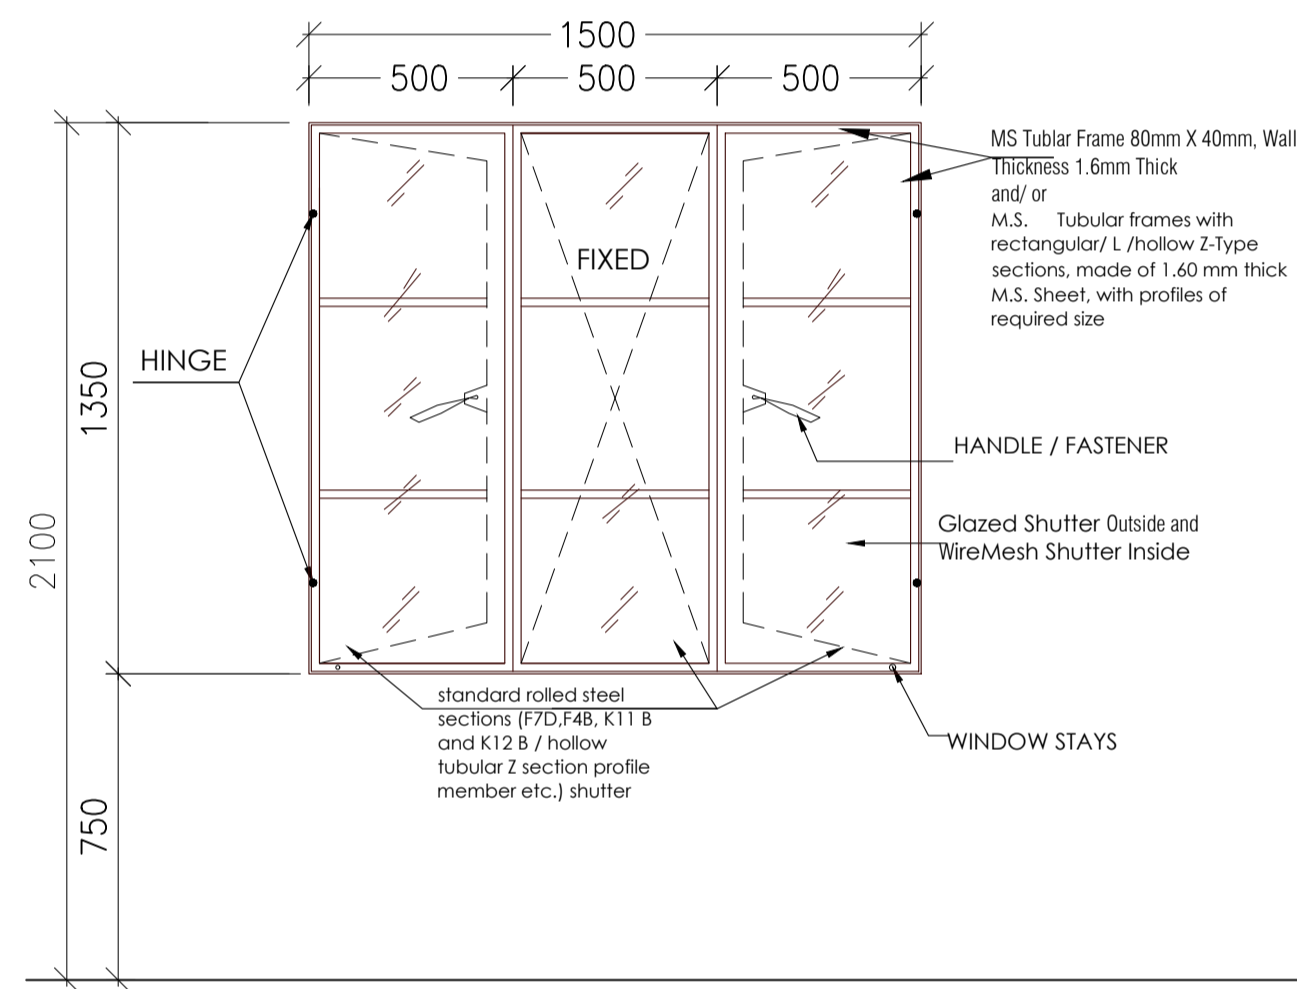 1500
500 500 500
MS Tublar Frame 80mm X 40mm, Wall
Thickness 1.6mm Thick
and/ or
M.S. Tubular frames with
rectangular/ L /hollow Z-Type
sections, made of 1.60 mm thick
M.S. Sheet, with profiles of
required size
FIXED
HINGE
1350
2100
HANDLE / FASTENER
Glazed Shutter Outside and
WireMesh Shutter Inside
standard rolled steel
sections (F7D,F4B, K11 B
and K12 B / hollow
tubular Z section profile
member etc.) shutter
WINDOW STAYS
750